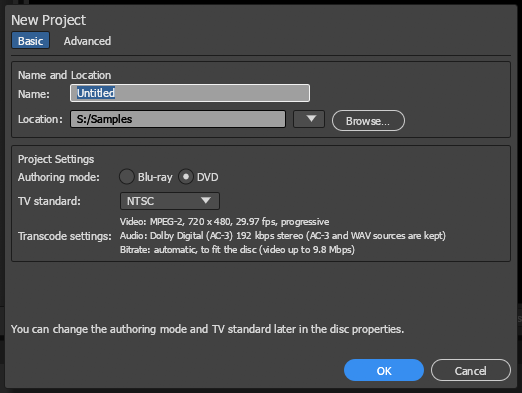 New Project
Basic Advanced
Name and Location
Name: Untitled
Location: S:/Samples Browse...
Project Settings
Authoring mode: Blu-ray DVD
TV standard: NTSC
Video: MPEG-2, 720 x 480, 29.97 fps, progressive
Transcode settings: Audio: Dolby Digital (AC-3) 192 kbps stereo (AC-3 and WAV sources are kept)
Bitrate: automatic, to fit the disc (video up to 9.8 Mbps)
You can change the authoring mode and TV standard later in the disc properties.
OK Cancel